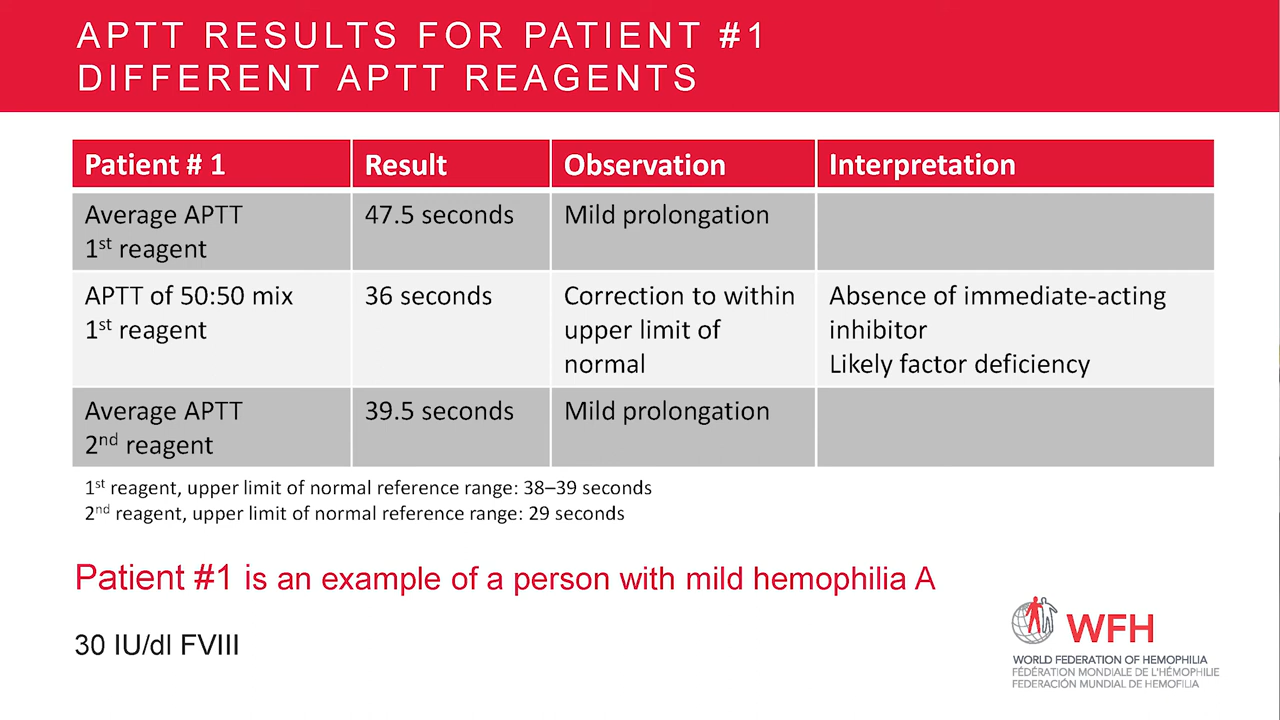 APTT RESULTS FOR PATIENT #1
DIFFERENT APTT REAGENTS
Patient # 1
Result
Observation
Interpretation
Average APTT
1st reagent
47.5 seconds
Mild prolongation
APTT of 50:50 mix
1st reagent
36 seconds
Correction to within
upper limit of
normal
Absence of immediate-acting
inhibitor
Likely factor deficiency
Average APTT
2nd reagent
39.5 seconds
Mild prolongation
1st reagent, upper limit of normal reference range: 38–39 seconds
2nd reagent, upper limit of normal reference range: 29 seconds
Patient #1 is an example of a person with mild hemophilia A
30 IU/dl FVIII
WFH
WORLD FEDERATION OF HEMOPHILIA
FÉDÉRATION MONDIALE DE L'HÉMOPHILIE
FEDERACIÓN MUNDIAL DE HEMOFILIA